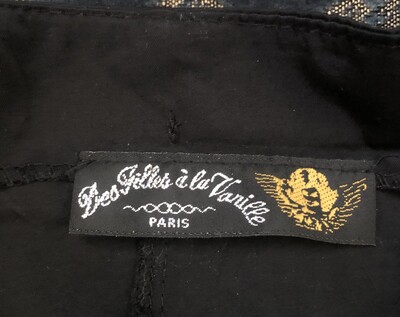 Des Filles à la Vanille
PARIS